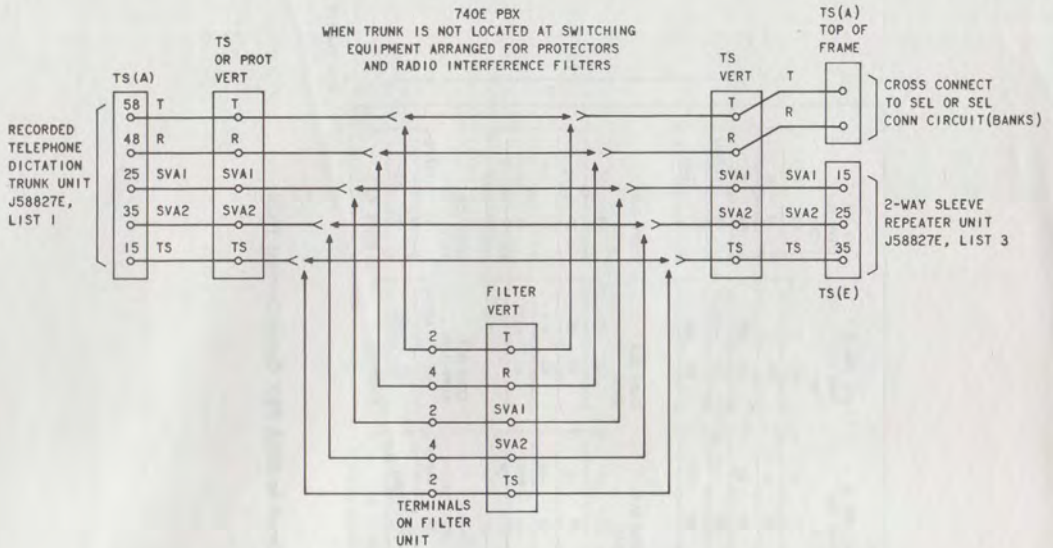 740E PBX
WHEN TRUNK IS NOT LOCATED AT SWITCHING
EQUIPMENT ARRANGED FOR PROTECTORS
AND RADIO INTERFERENCE FILTERS
TS(A)
TOP OF
FRAME
TS
OR PROT
VERT
TS
VERT
TS(A)
T
R
CROSS CONNECT
TO SEL OR SEL
CONN CIRCUIT(BANKS)
RECORDED
TELEPHONE
DICTATION
TRUNK UNIT
J58827E,
LIST 1
58 T T T
48 R R R
25 SVA1 SVA1 SVA1 SVA1 15
35 SVA2 SVA2 SVA2 SVA2 25
15 TS TS TS TS 35
2-WAY SLEEVE
REPEATER UNIT
J58827E, LIST 3
TS(E)
FILTER
VERT
2 T
4 R
2 SVA1
4 SVA2
2 TS
TERMINALS
ON FILTER
UNIT